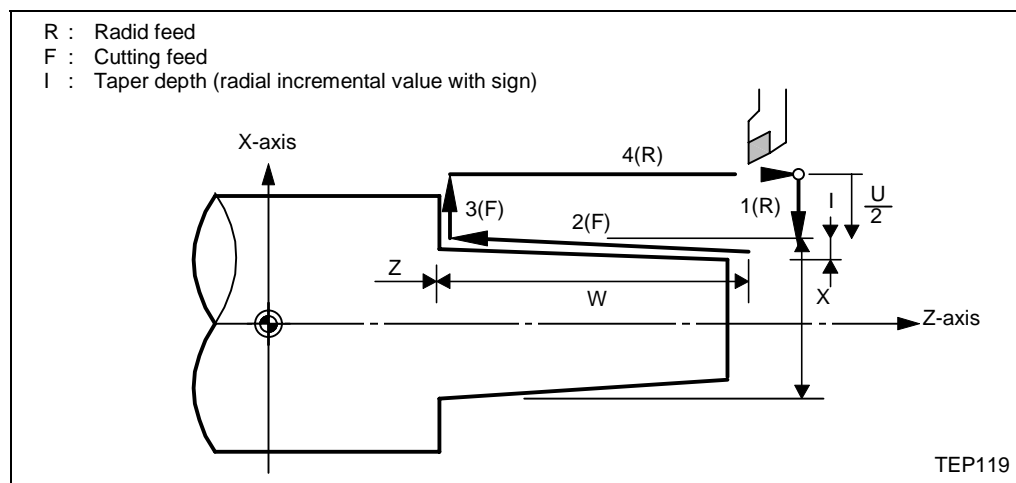 R : Radid feed
F : Cutting feed
I : Taper depth (radial incremental value with sign)
X-axis
4(R)
3(F)
2(F)
1(R)
I
U
2
Z
W
X
Z-axis
TEP119